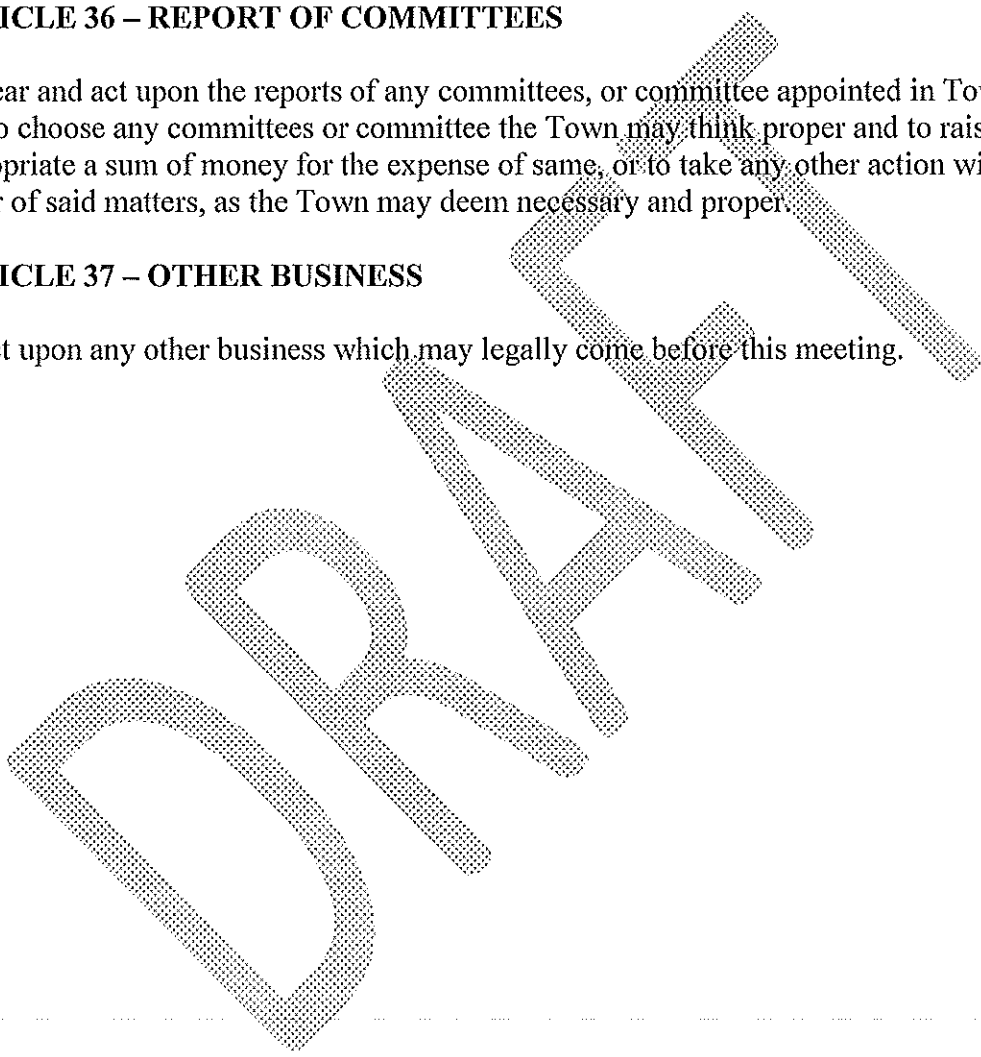 ICLE 36 – REPORT OF COMMITTEES
ear and act upon the reports of any committees, or committee appointed in To
o choose any committees or committee the Town may think proper and to rais
opriate a sum of money for the expense of same, or to take any other action wi
r of said matters, as the Town may deem necessary and proper.
ICLE 37 – OTHER BUSINESS
t upon any other business which may legally come before this meeting.
DRAFT